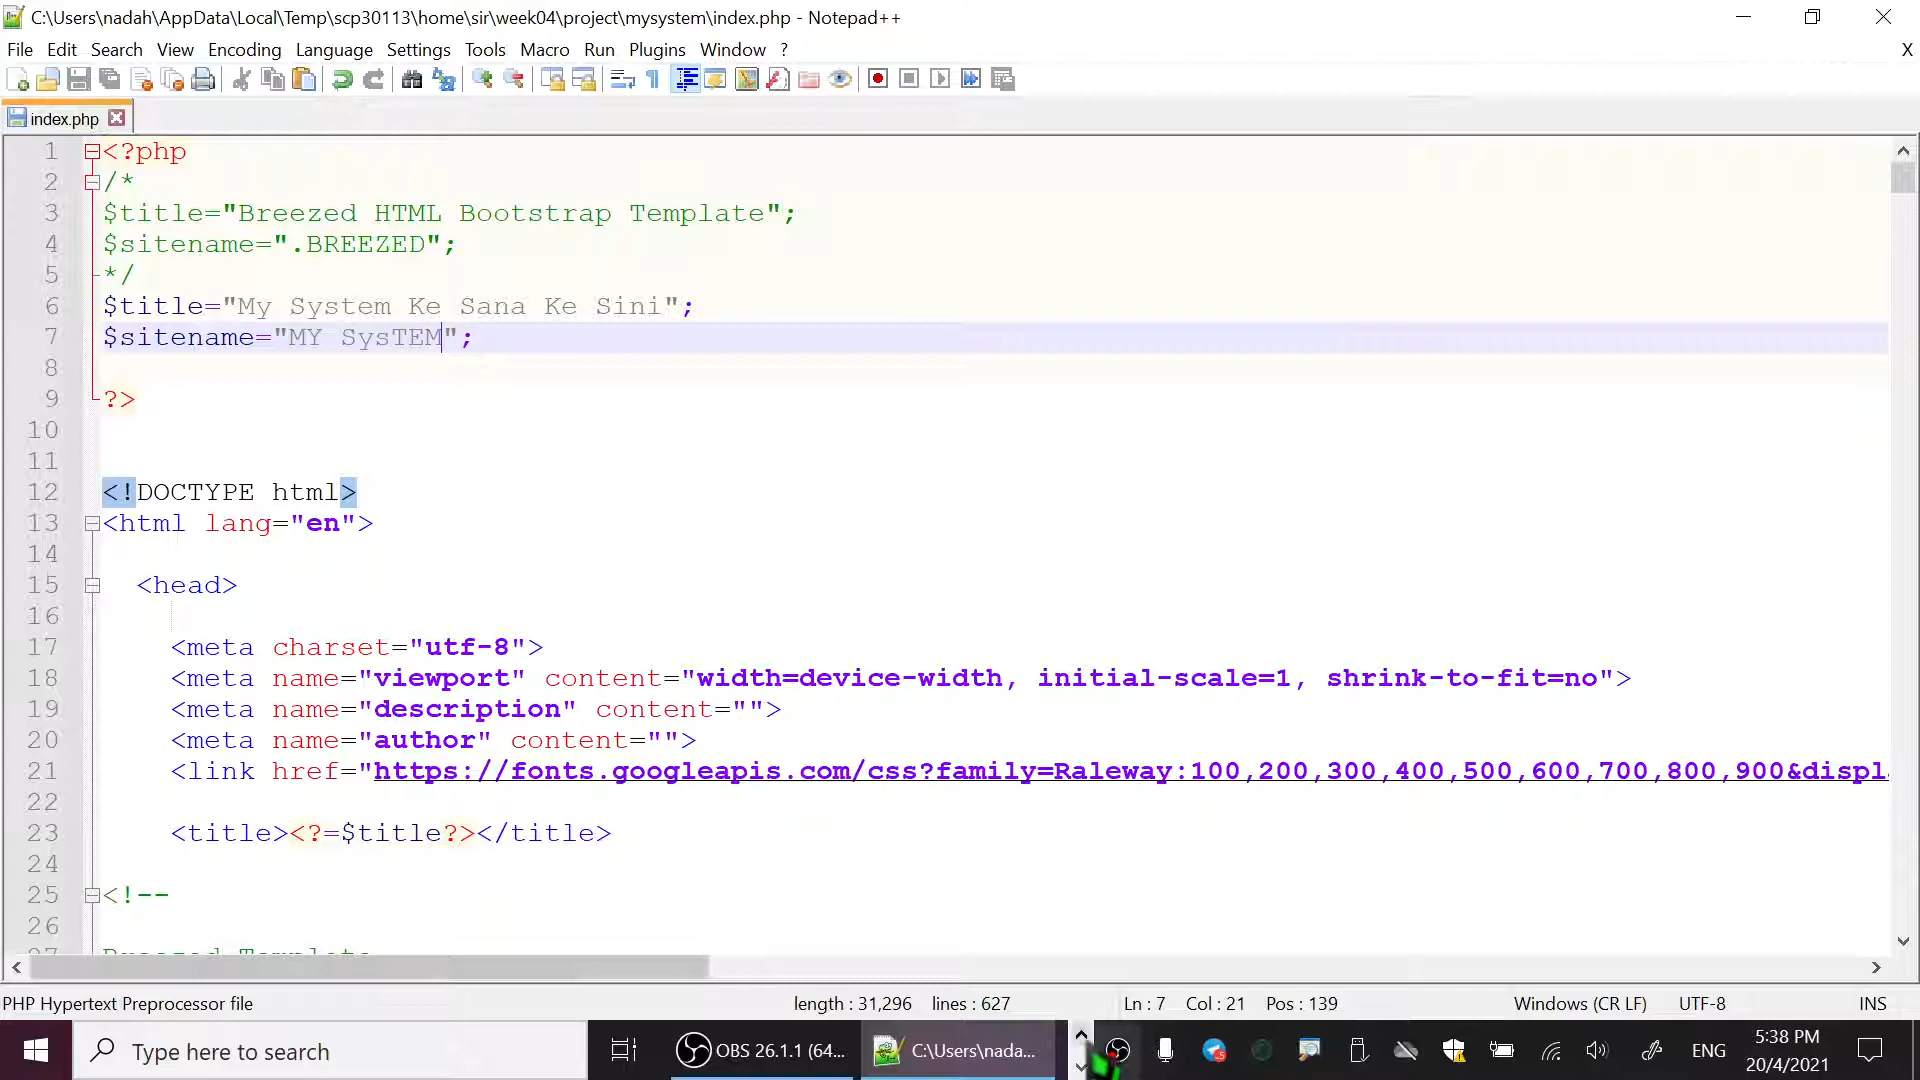 C:\Users\nadah\AppData\Local\Temp\scp30113\home\sir\week04\project\mysystem\index.php - Notepad++
File Edit Search View Encoding Language Settings Tools Macro Run Plugins Window ? X
index.php
1 <?php
2 /*
3 $title="Breezed HTML Bootstrap Template";
4 $sitename=".BREEZED";
5 */
6 $title="My System Ke Sana Ke Sini";
7 $sitename="MY SysTEM";
8
9 ?>
10
11
12 <!DOCTYPE html>
13 <html lang="en">
14
15 <head>
16
17 <meta charset="utf-8">
18 <meta name="viewport" content="width=device-width, initial-scale=1, shrink-to-fit=no">
19 <meta name="description" content="">
20 <meta name="author" content="">
21 <link href="https://fonts.googleapis.com/css?family=Raleway:100,200,300,400,500,600,700,800,900&displ
22
23 <title><?=$title?></title>
24
25 <!--
26
27 Breezed Template
PHP Hypertext Preprocessor file length : 31,296 lines : 627 Ln : 7 Col : 21 Pos : 139 Windows (CR LF) UTF-8 INS
Type here to search OBS 26.1.1 (64... C:\Users\nada... ENG 5:38 PM
20/4/2021